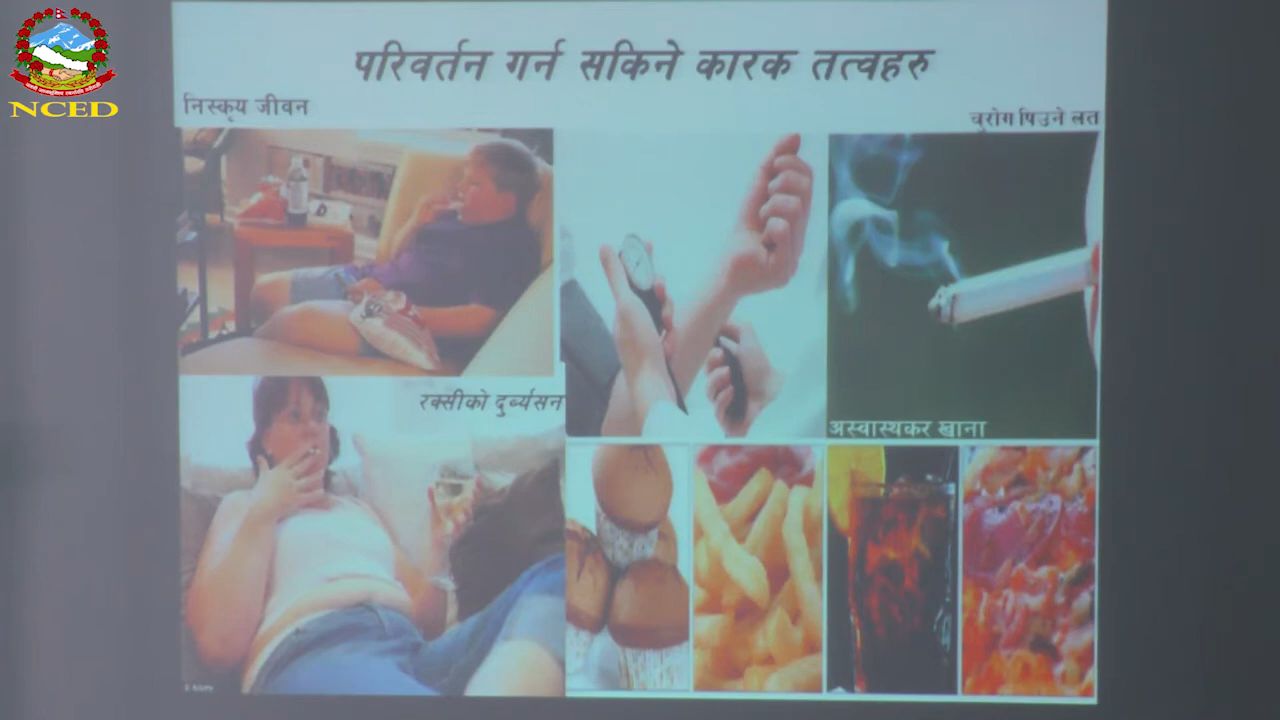 NCED
परिवर्तन गर्न सकिने कारक तत्वहरु
निस्कृय जीवन
चुरोग पिउने लत
रक्सीको दुर्ब्यसन
अस्वास्थकर खाना